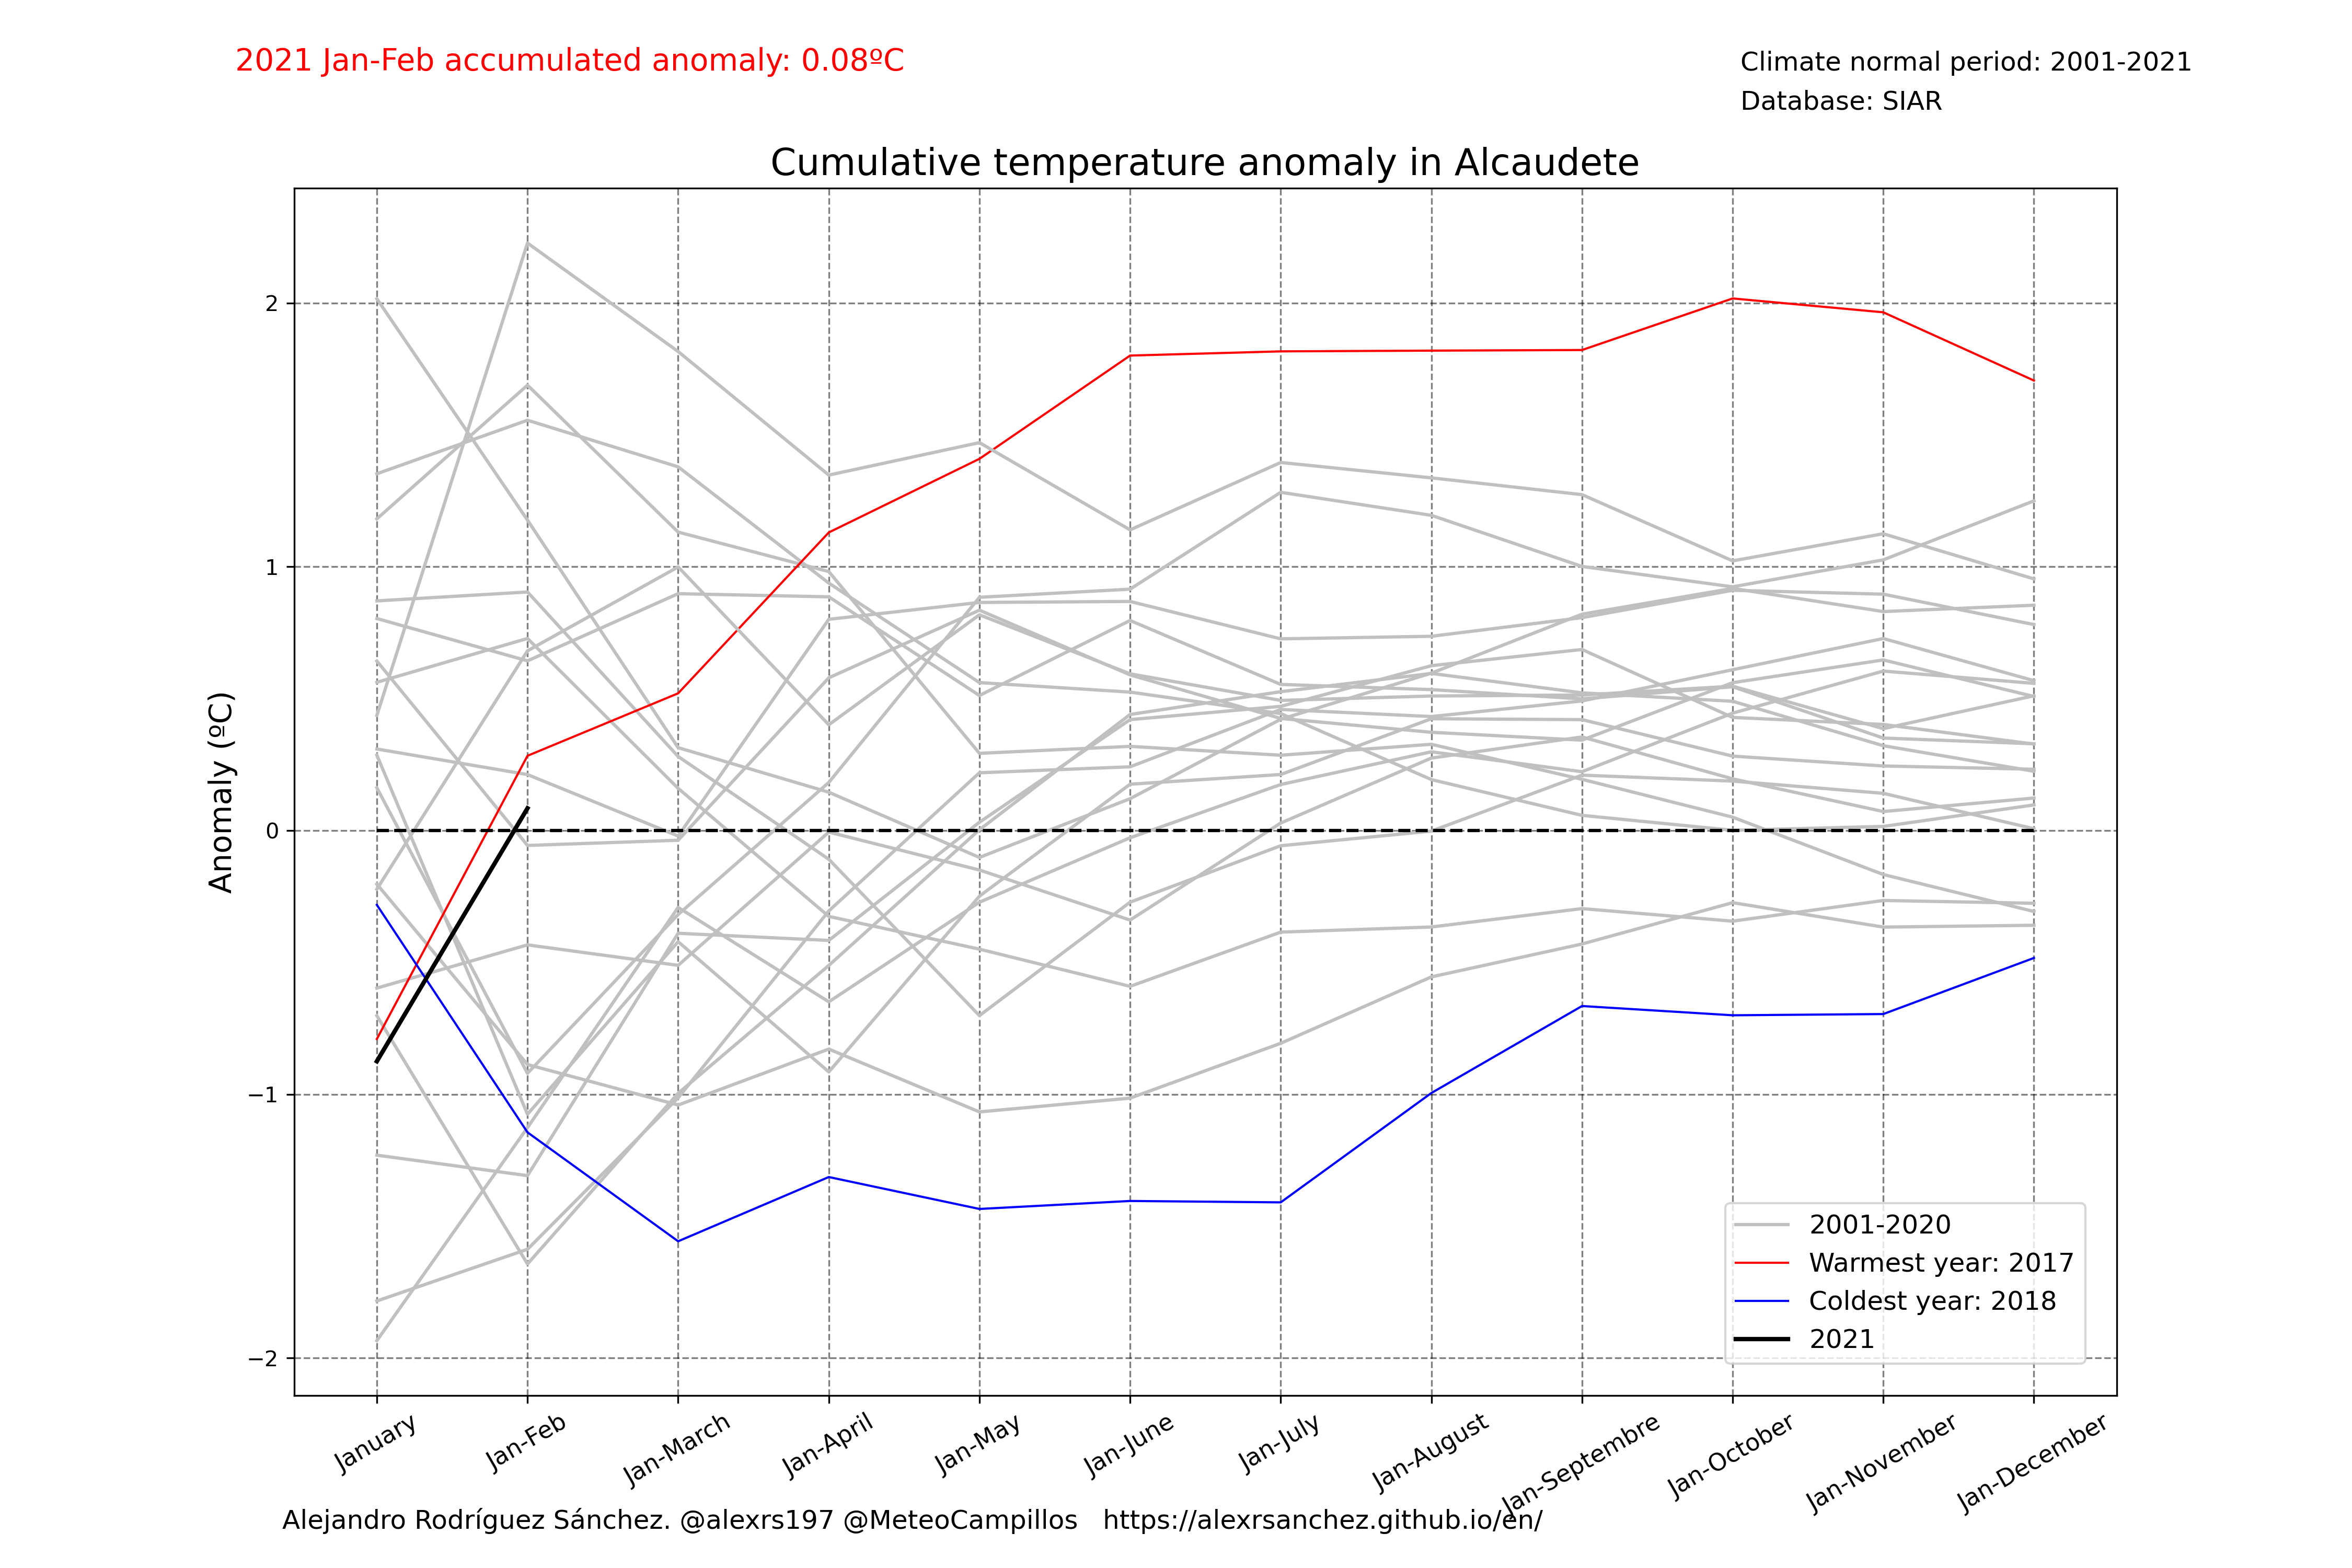 2021 Jan-Feb accumulated anomaly: 0.08ºC
Climate normal period: 2001-2021
Database: SIAR
Cumulative temperature anomaly in Alcaudete
Anomaly (ºC)
2
1
0
−1
−2
January
Jan-Feb
Jan-March
Jan-April
Jan-May
Jan-June
Jan-July
Jan-August
Jan-Septembre
Jan-October
Jan-November
Jan-December
2001-2020
Warmest year: 2017
Coldest year: 2018
2021
Alejandro Rodríguez Sánchez. @alexrs197 @MeteoCampillos https://alexrsanchez.github.io/en/